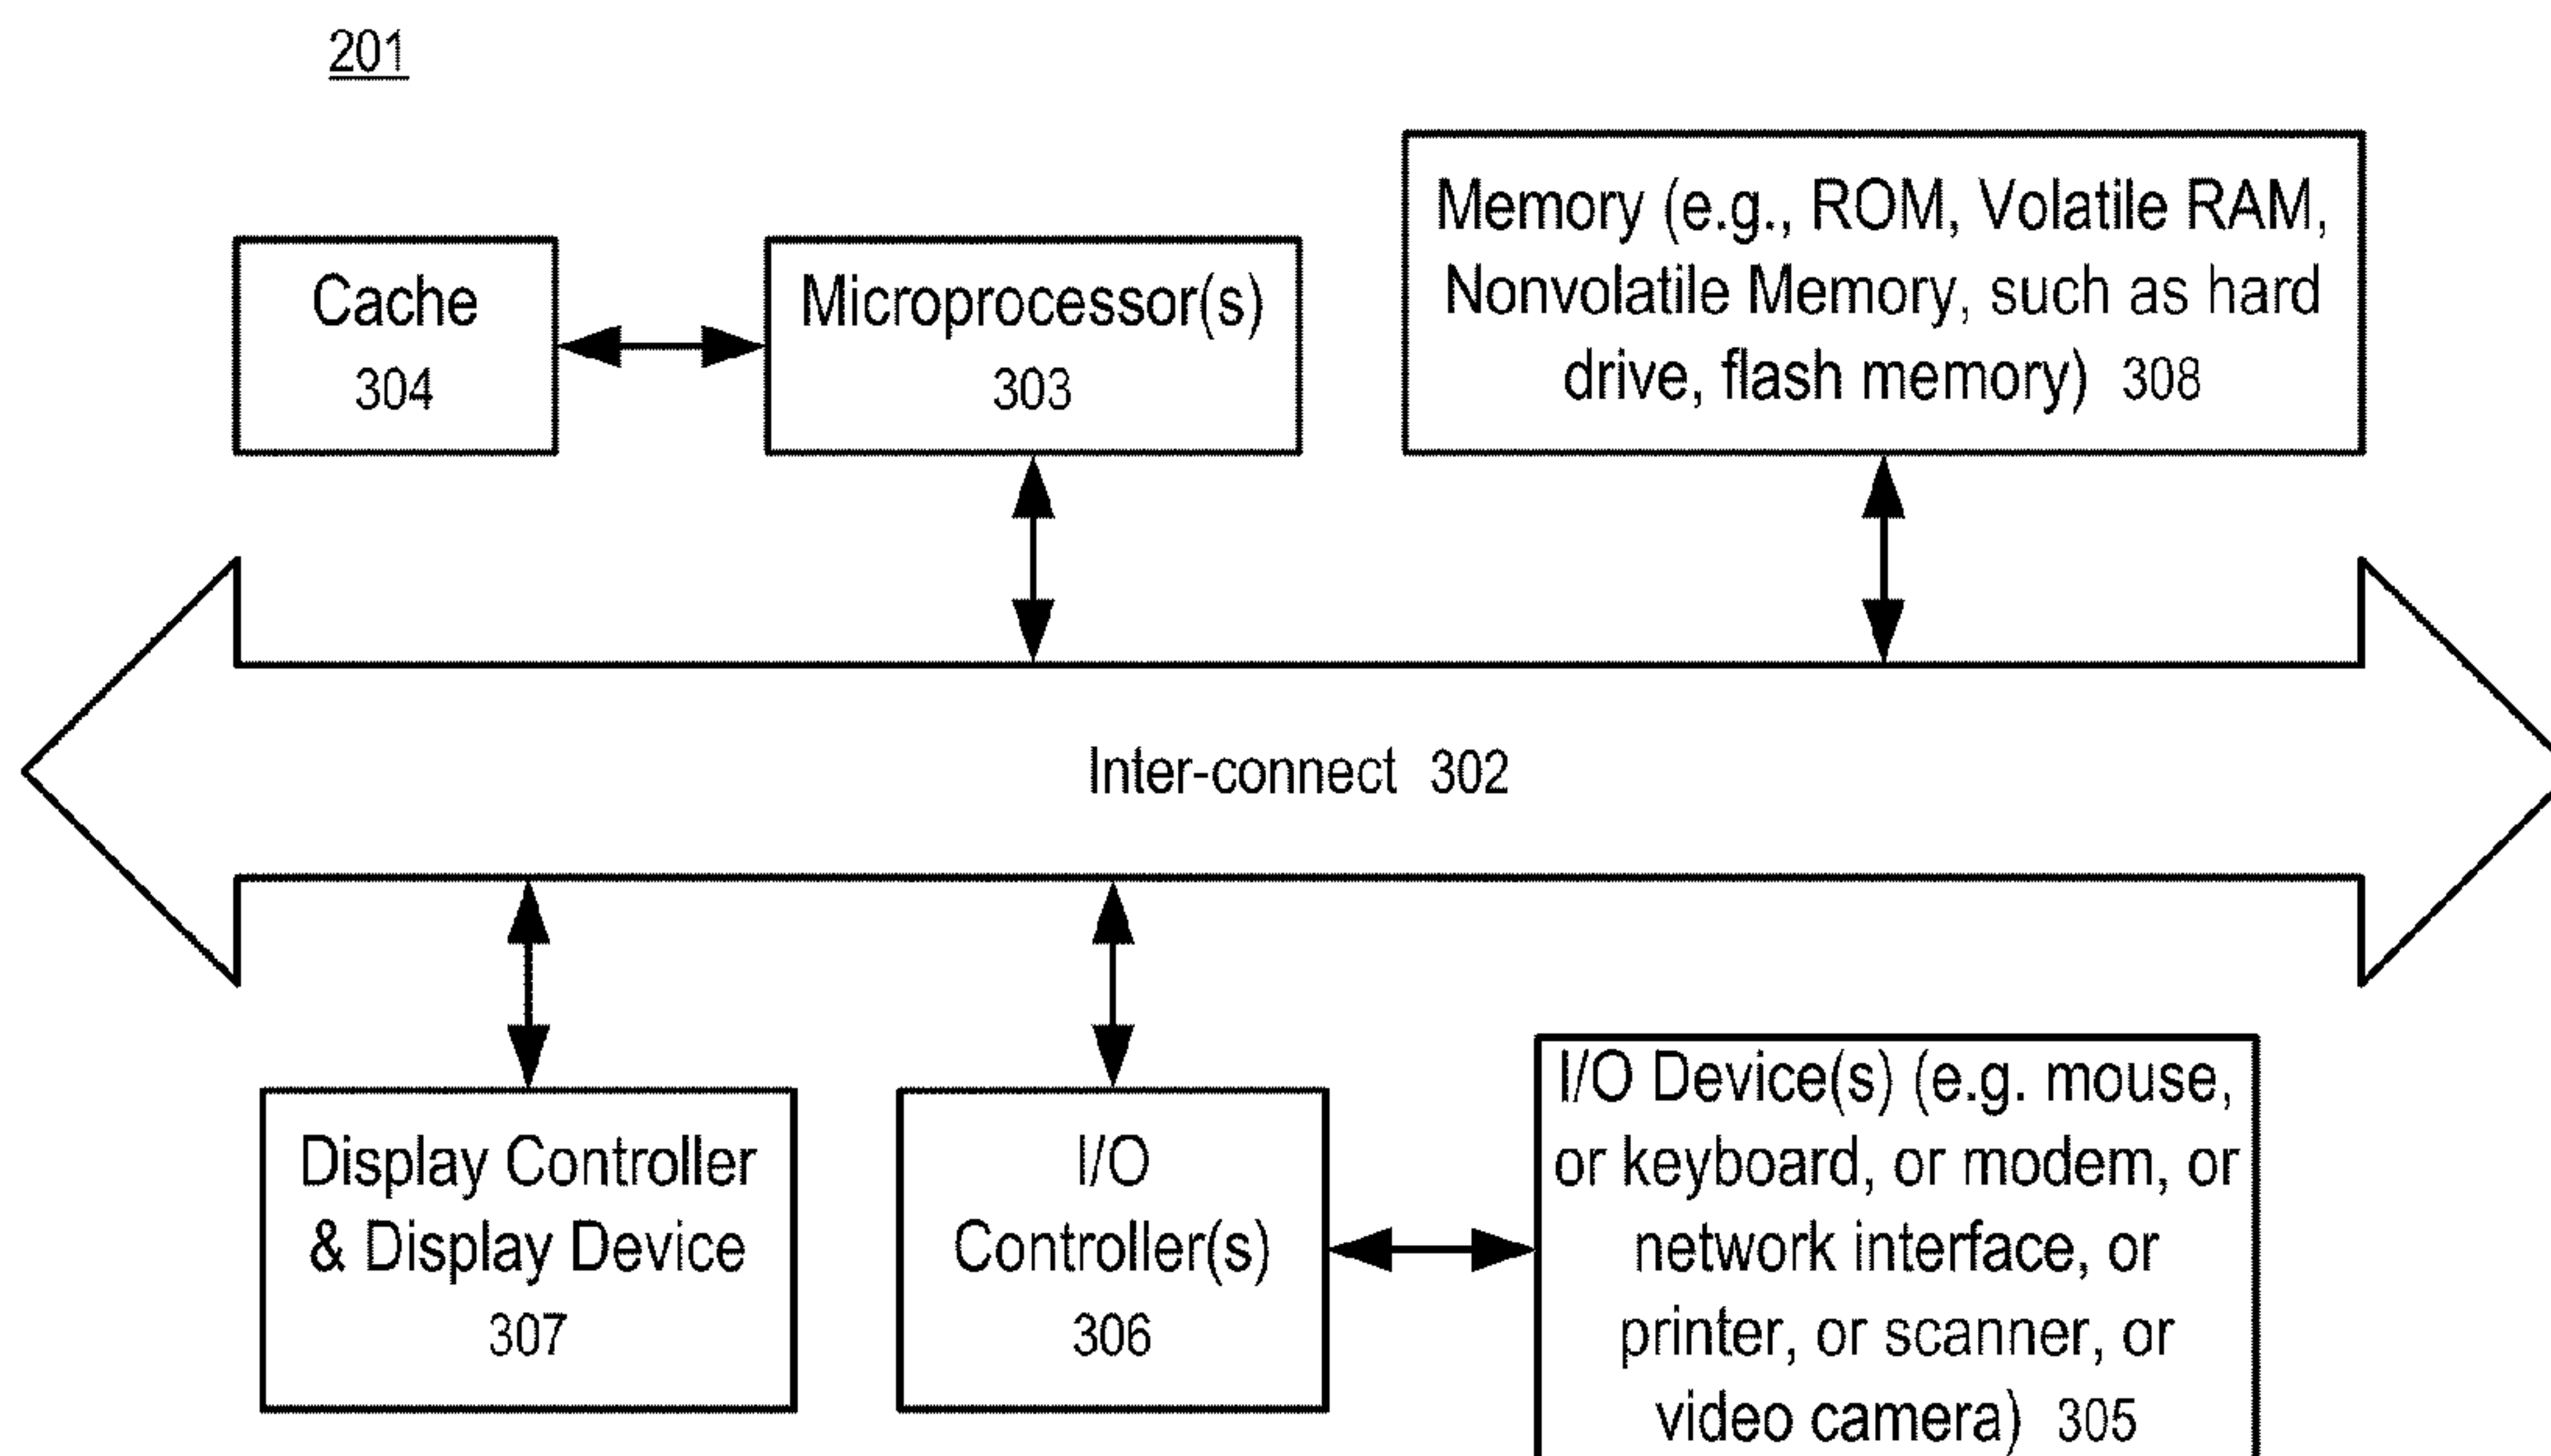 201
Cache
304
Microprocessor(s)
303
Memory (e.g., ROM, Volatile RAM,
Nonvolatile Memory, such as hard
drive, flash memory) 308
Inter-connect 302
Display Controller
& Display Device
307
I/O
Controller(s)
306
I/O Device(s) (e.g. mouse,
or keyboard, or modem, or
network interface, or
printer, or scanner, or
video camera) 305